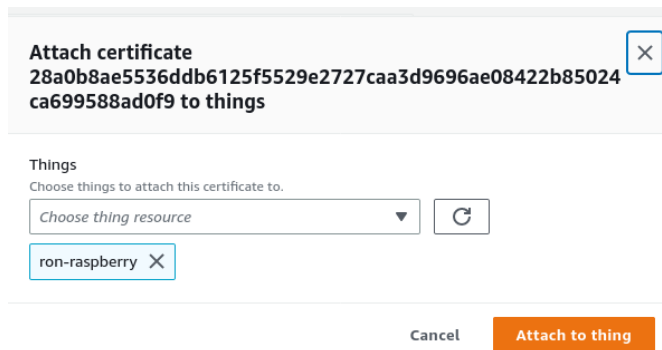 Attach certificate
28a0b8ae5536ddb6125f5529e2727caa3d9696ae08422b85024
ca699588ad0f9 to things
Things
Choose things to attach this certificate to.
Choose thing resource
ron-raspberry
Cancel
Attach to thing